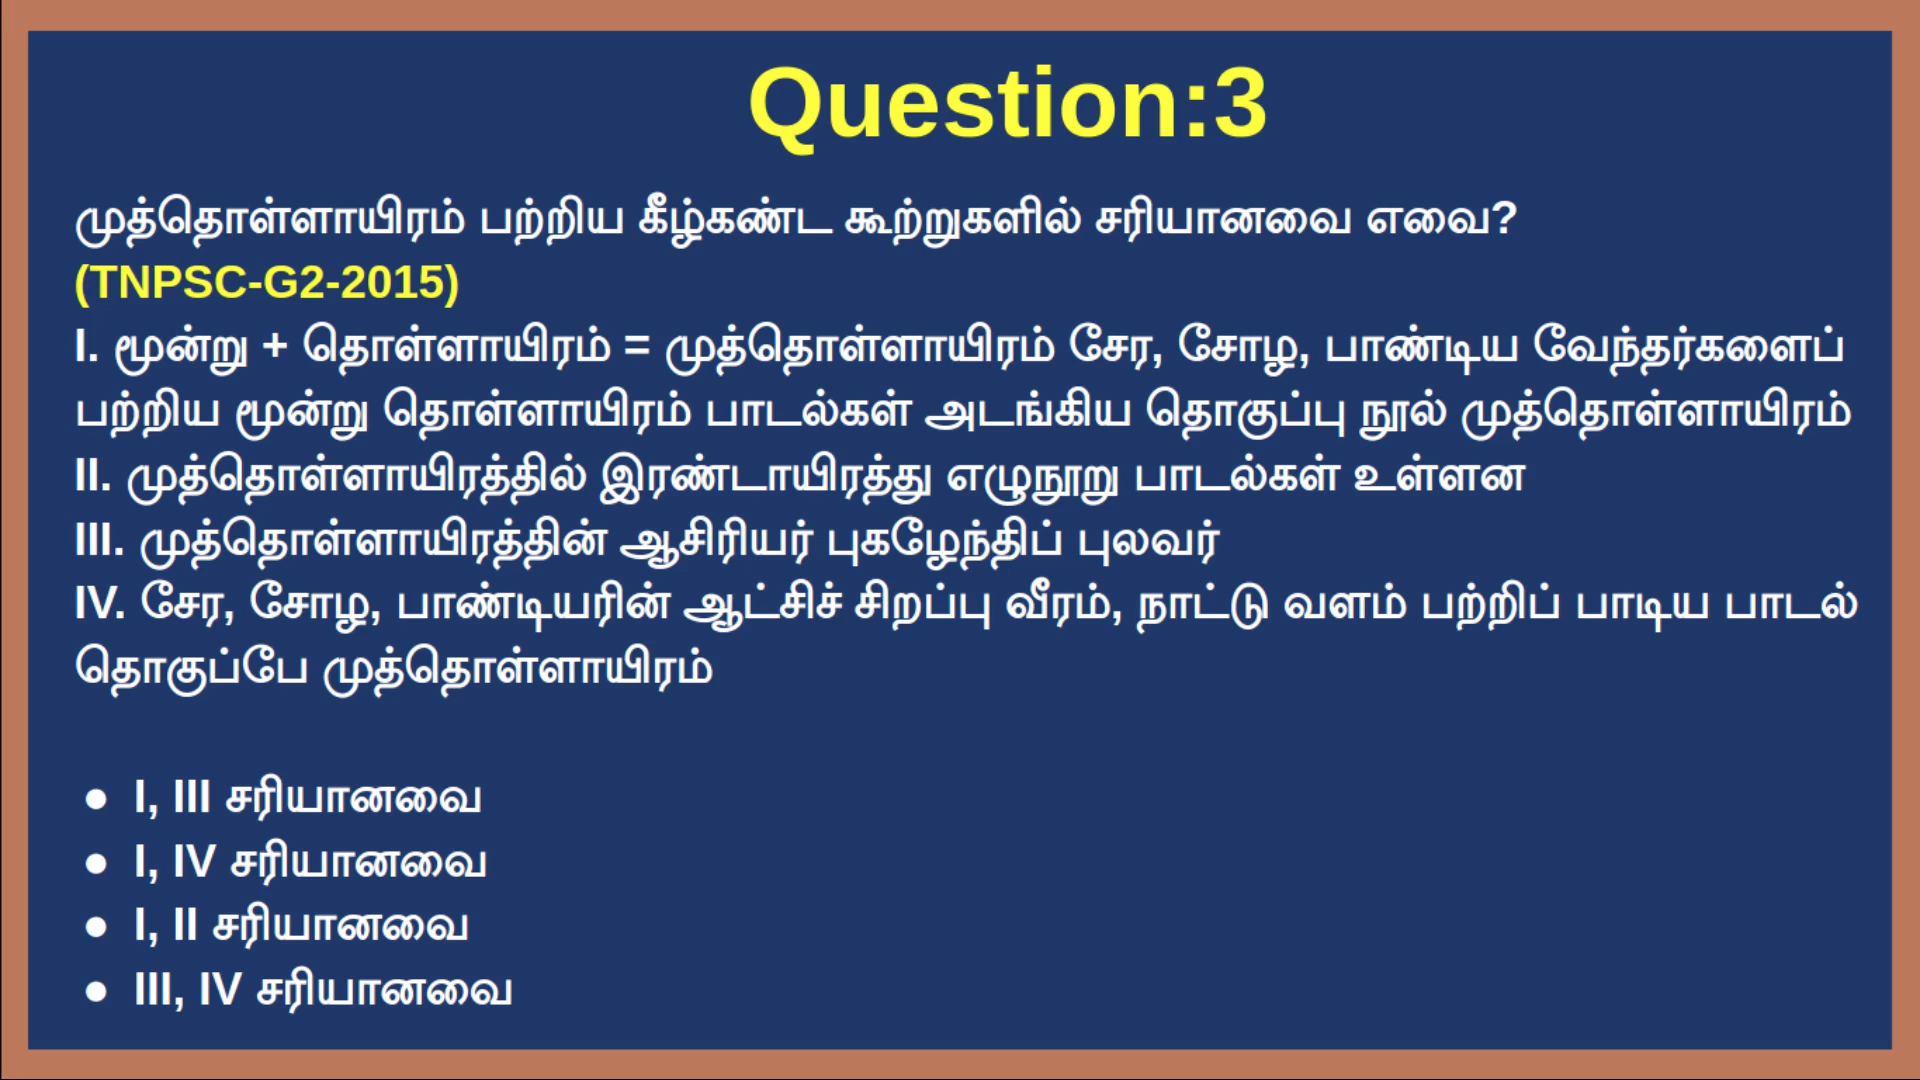 Question:3
முத்தொள்ளாயிரம் பற்றிய கீழ்கண்ட கூற்றுகளில் சரியானவை எவை?
(TNPSC-G2-2015)
I. மூன்று + தொள்ளாயிரம் = முத்தொள்ளாயிரம் சேர, சோழ, பாண்டிய வேந்தர்களைப்
பற்றிய மூன்று தொள்ளாயிரம் பாடல்கள் அடங்கிய தொகுப்பு நூல் முத்தொள்ளாயிரம்
II. முத்தொள்ளாயிரத்தில் இரண்டாயிரத்து எழுநூறு பாடல்கள் உள்ளன
III. முத்தொள்ளாயிரத்தின் ஆசிரியர் புகழேந்திப் புலவர்
IV. சேர, சோழ, பாண்டியரின் ஆட்சிச் சிறப்பு வீரம், நாட்டு வளம் பற்றிப் பாடிய பாடல்
தொகுப்பே முத்தொள்ளாயிரம்
● I, III சரியானவை
● I, IV சரியானவை
● I, II சரியானவை
● III, IV சரியானவை